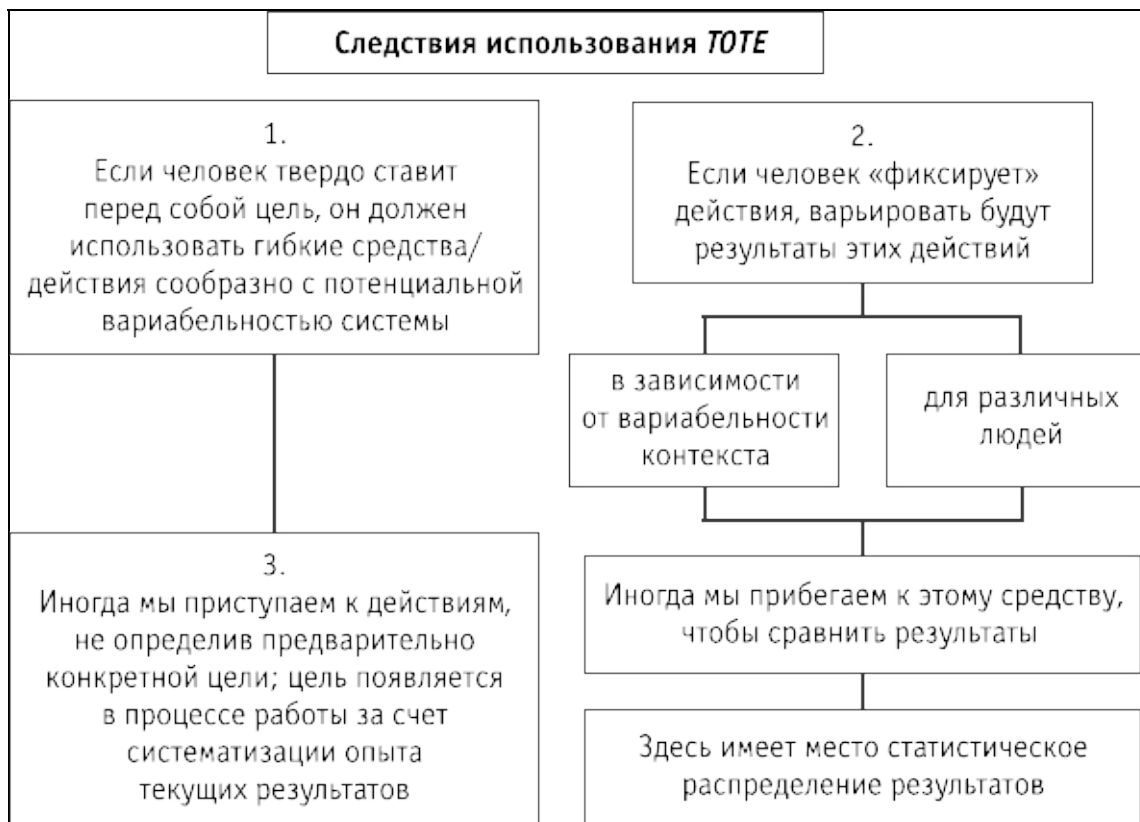 Следствия использования TOTE
1.
Если человек твердо ставит
перед собой цель, он должен
использовать гибкие средства/
действия сообразно с потенциальной
вариабельностью системы
2.
Если человек «фиксирует»
действия, варьировать будут
результаты этих действий
в зависимости
от вариабельности
контекста
для различных
людей
3.
Иногда мы приступаем к действиям,
не определив предварительно
конкретной цели; цель появляется
в процессе работы за счет
систематизации опыта
текущих результатов
Иногда мы прибегаем к этому средству,
чтобы сравнить результаты
Здесь имеет место статистическое
распределение результатов